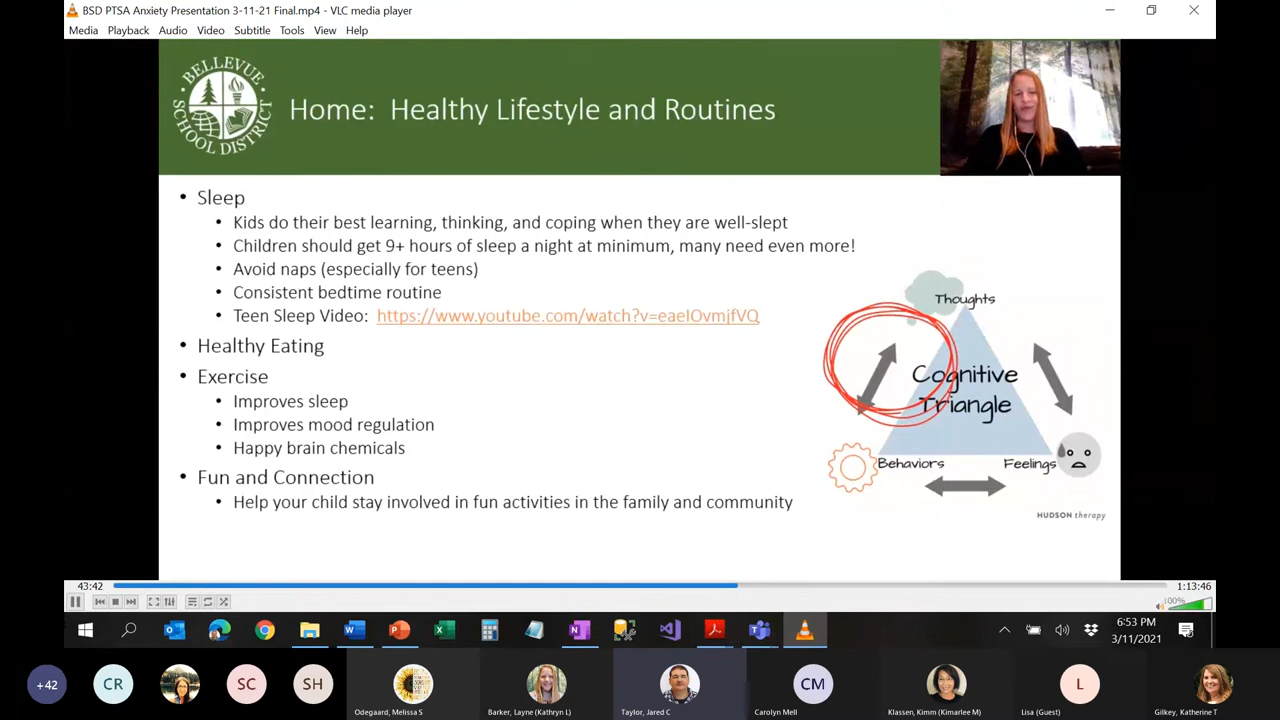 BSD PTSA Anxiety Presentation 3-11-21 Final.mp4 - VLC media player
Media Playback Audio Video Subtitle Tools View Help
BELLEVUE SCHOOL DISTRICT
Home: Healthy Lifestyle and Routines
• Sleep
• Kids do their best learning, thinking, and coping when they are well-slept
• Children should get 9+ hours of sleep a night at minimum, many need even more!
• Avoid naps (especially for teens)
• Consistent bedtime routine
• Teen Sleep Video: https://www.youtube.com/watch?v=eaeIOvmjfVQ
• Healthy Eating
• Exercise
• Improves sleep
• Improves mood regulation
• Happy brain chemicals
• Fun and Connection
• Help your child stay involved in fun activities in the family and community
Thoughts
Cognitive
Triangle
Behaviors
Feelings
HUDSON therapy
43:42
1:13:46
100%
6:53 PM
3/11/2021
+42
CR
SC
SH
CM
L
Odegaard, Melissa S
Barker, Layne (Kathryn L)
Taylor, Jared C
Carolyn Mell
Klassen, Kimm (Kimarlee M)
Lisa (Guest)
Gilkey, Katherine T